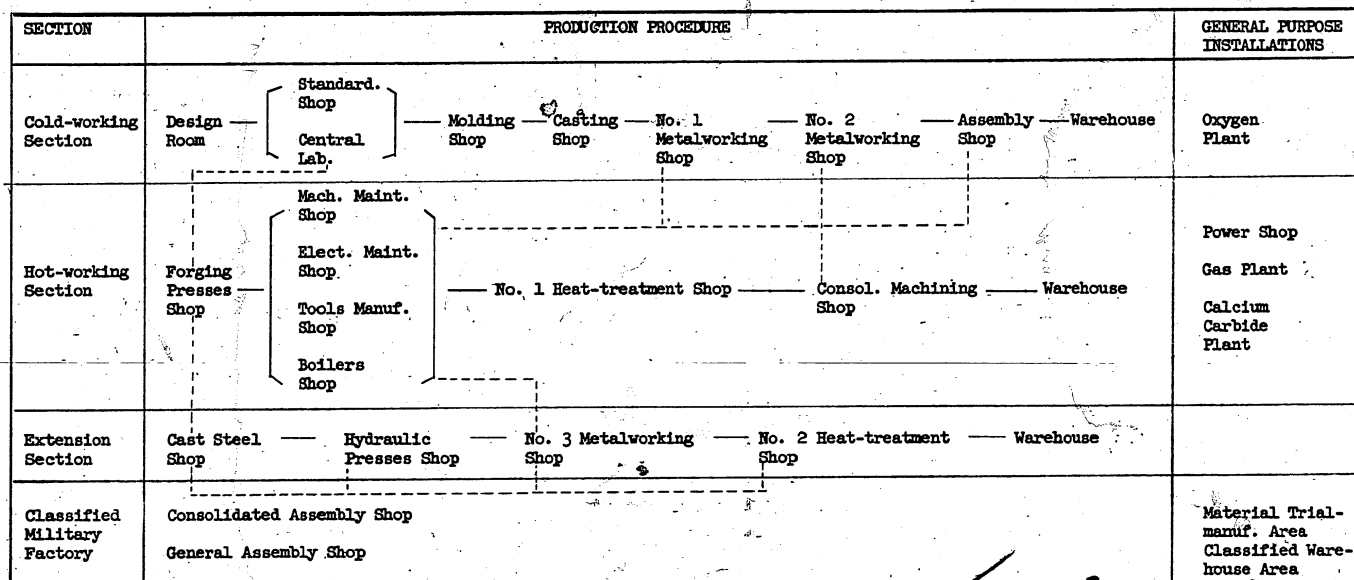 SECTION
PRODUCTION PROCEDURE
GENERAL PURPOSE
INSTALLATIONS
Cold-working
Section
Design
Room
Standard.
Shop
Central
Lab.
Molding
Shop
Casting
Shop
No. 1
Metalworking
Shop
No. 2
Metalworking
Shop
Assembly
Shop
Warehouse
Oxygen
Plant
Hot-working
Section
Forging
Presses
Shop
Mach. Maint.
Shop
Elect. Maint.
Shop
Tools Manuf.
Shop
Boilers
Shop
No. 1 Heat-treatment Shop
Consol. Machining
Shop
Warehouse
Power Shop
Gas Plant
Calcium
Carbide
Plant
Extension
Section
Cast Steel
Shop
Hydraulic
Presses Shop
No. 3 Metalworking
Shop
No. 2 Heat-treatment
Shop
Warehouse
Classified
Military
Factory
Consolidated Assembly Shop
General Assembly Shop
Material Trial-
manuf. Area
Classified Ware-
house Area